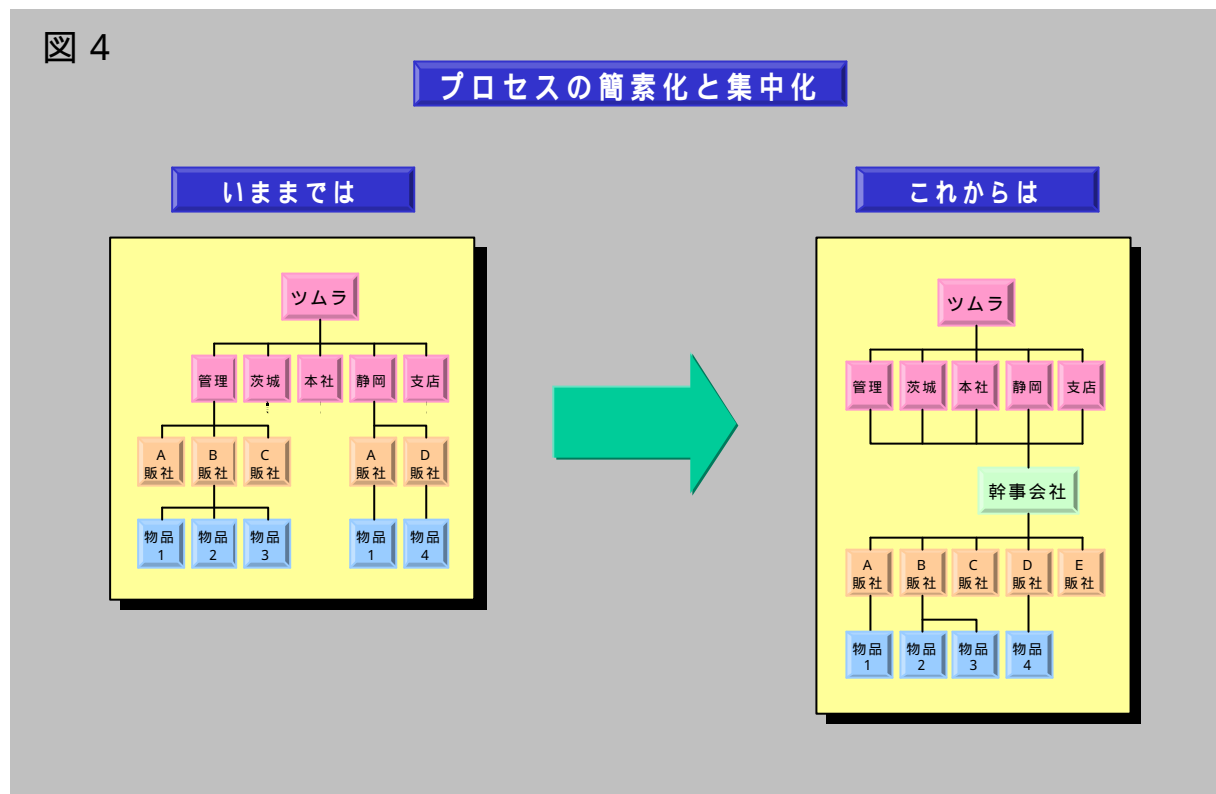 図 4
プロセスの簡素化と集中化
いままでは
ツムラ
管理 茨城 本社 静岡 支店
A B C A D
販社 販社 販社 販社 販社
物品 物品 物品 物品 物品
1 2 3 1 4
これからは
ツムラ
管理 茨城 本社 静岡 支店
幹事会社
A B C D E
販社 販社 販社 販社 販社
物品 物品 物品 物品
1 2 3 4